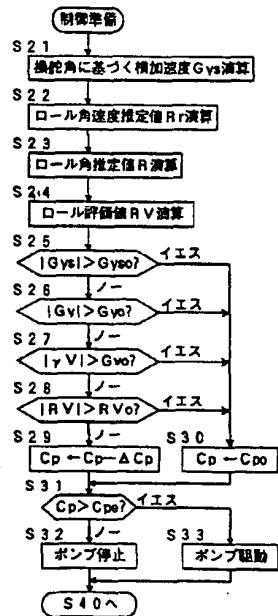 制御準備
S21
操舵角に基づく横加速度Gys演算
S22
ロール角速度推定値Rr演算
S23
ロール角推定値R演算
S24
ロール評価値RV演算
S25
|Gys|>Gyso?
イエス
ノー
S26
|Gy|>Gyo?
イエス
ノー
S27
|γV|>Gvo?
イエス
ノー
S28
|RV|>RVo?
イエス
S29
ノー
S30
Cp←Cp−ΔCp
Cp←Cpo
S31
Cp>Cpe?
イエス
S32
ノー
S33
ポンプ停止
ポンプ駆動
S40へ